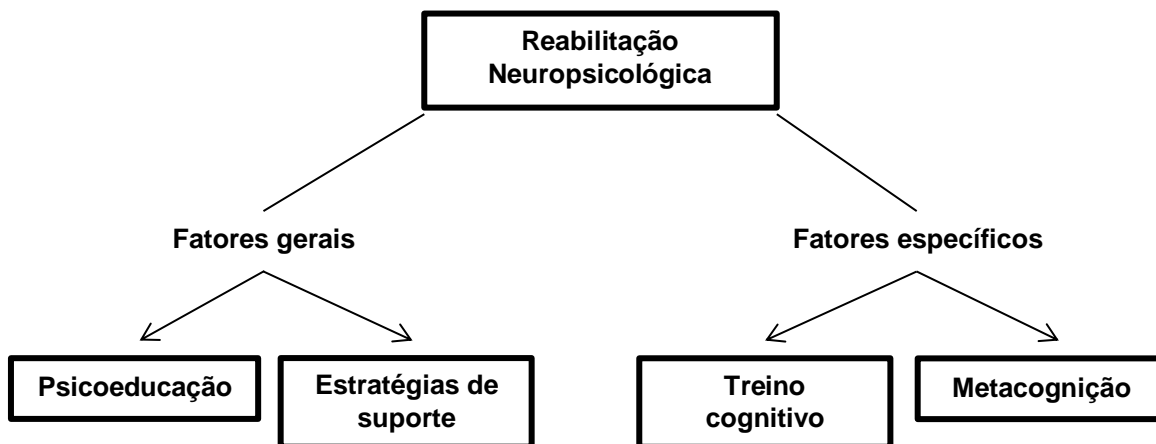 Reabilitação
Neuropsicológica
Fatores gerais
Fatores específicos
Psicoeducação
Estratégias de
suporte
Treino
cognitivo
Metacognição